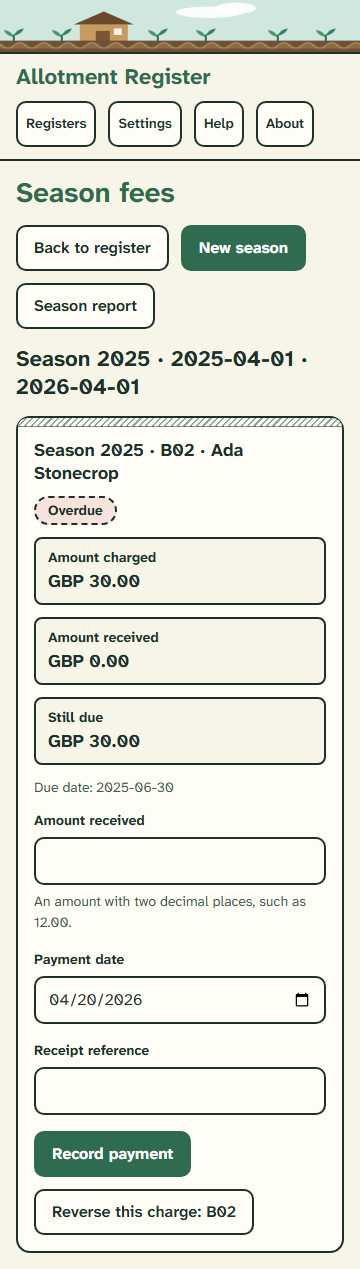 Allotment Register
Registers
Settings
Help
About
Season fees
Back to register
New season
Season report
Season 2025 · 2025-04-01 ·
2026-04-01
Season 2025 · B02 · Ada
Stonecrop
Overdue
Amount charged
GBP 30.00
Amount received
GBP 0.00
Still due
GBP 30.00
Due date: 2025-06-30
Amount received
An amount with two decimal places, such as
12.00.
Payment date
04/20/2026
Receipt reference
Record payment
Reverse this charge: B02